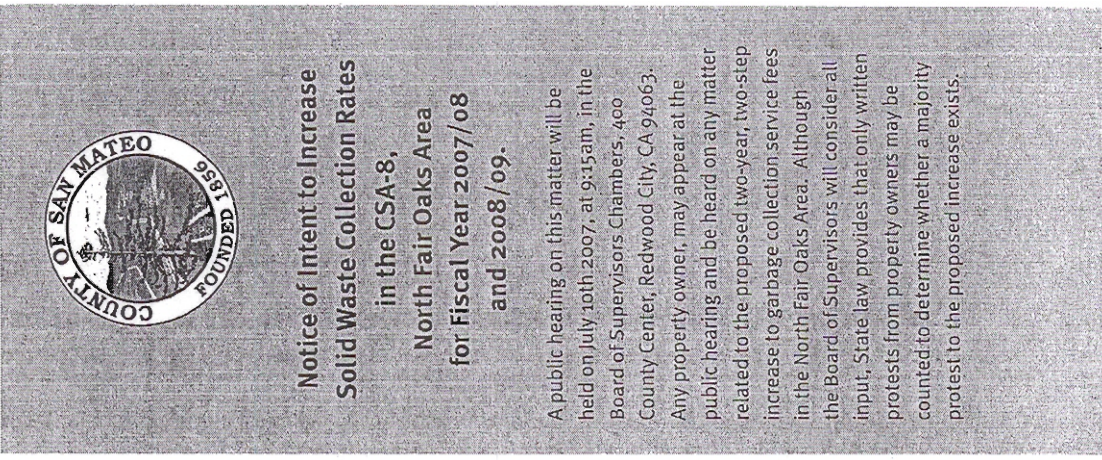 COUNTY OF SAN MATEO
FOUNDED 1856
Notice of Intent to Increase
Solid Waste Collection Rates
in the CSA-8,
North Fair Oaks Area
for Fiscal Year 2007/08
and 2008/09.
A public hearing on this matter will be
held on July 10th 2007, at 9:15am, in the
Board of Supervisors Chambers, 400
County Center, Redwood City, CA 94063.
Any property owner, may appear at the
public hearing and be heard on any matter
related to the proposed two-year, two-step
increase to garbage collection service fees
in the North Fair Oaks Area. Although
the Board of Supervisors will consider all
input, State law provides that only written
protests from property owners may be
counted to determine whether a majority
protest to the proposed increase exists.